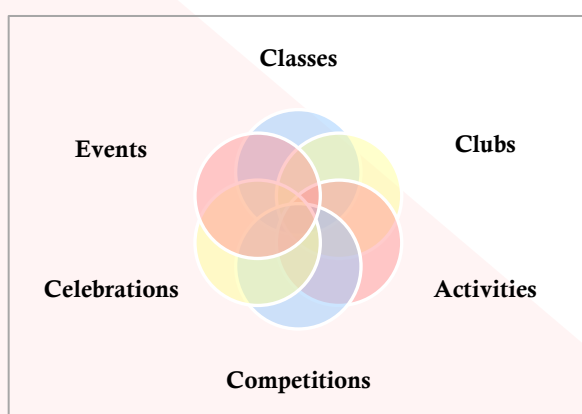 Classes
Events
Clubs
Celebrations
Activities
Competitions